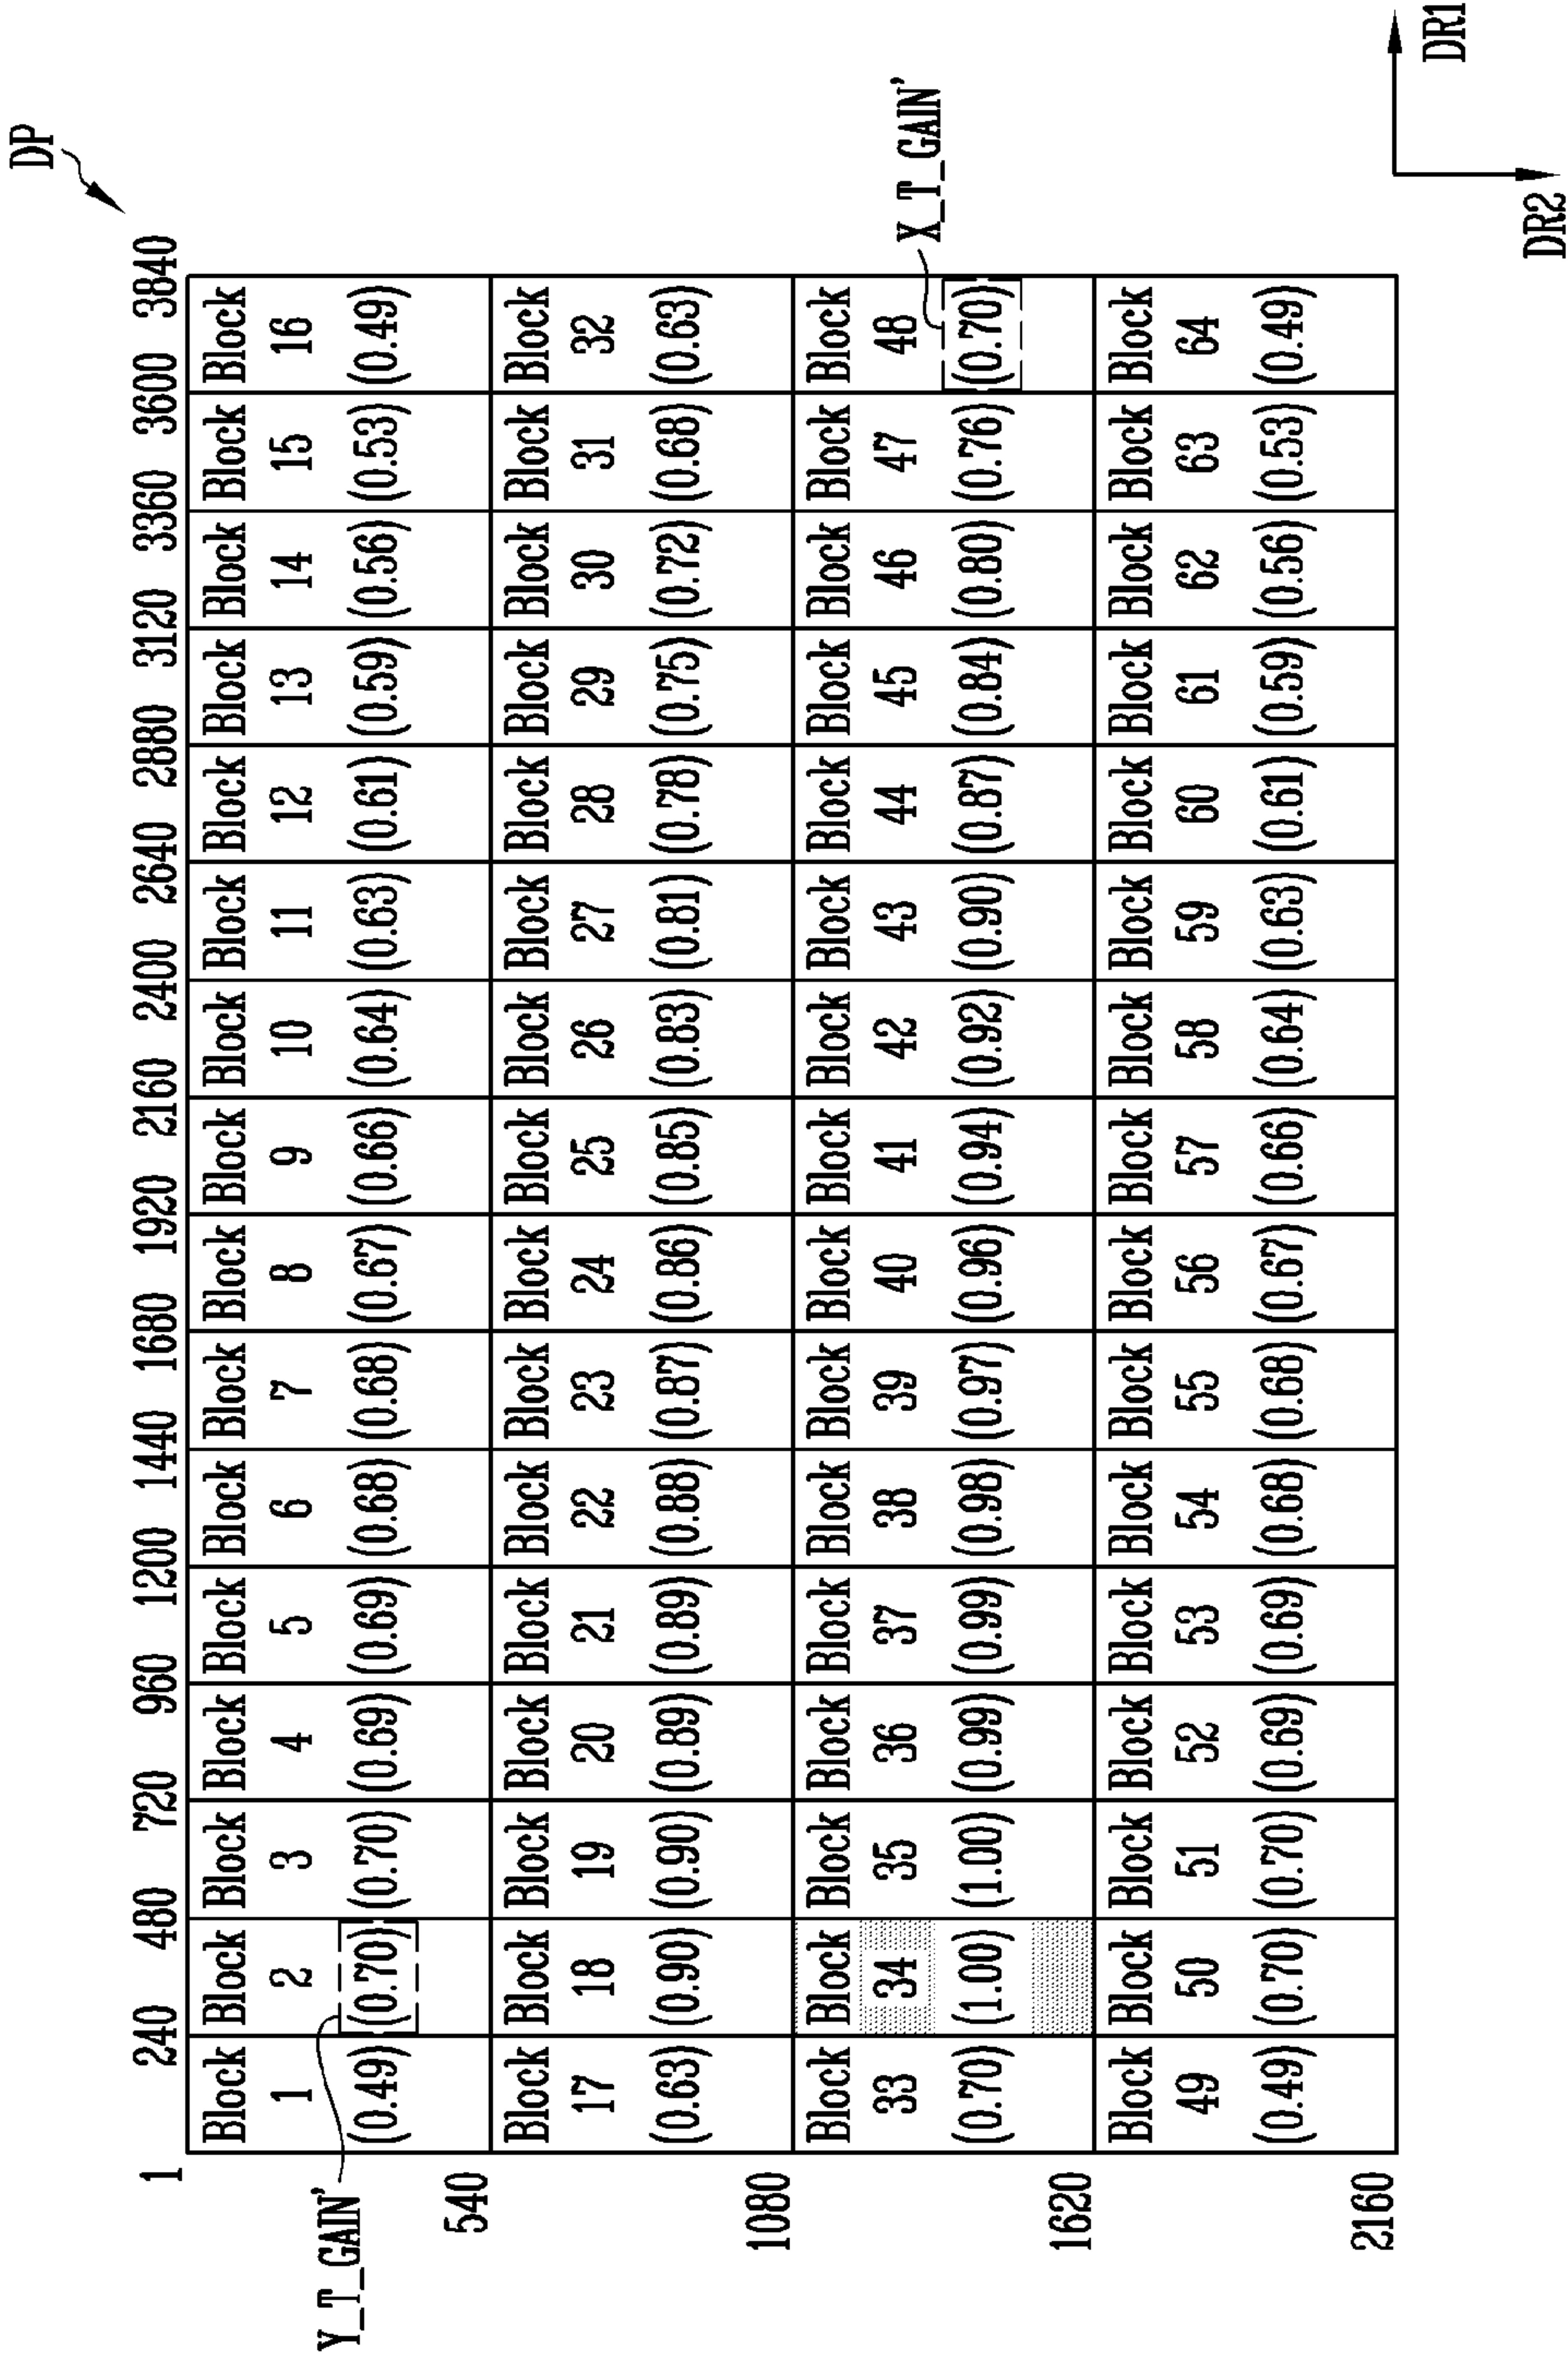 DP
1 240 480 720 960 1200 1440 1680 1920 2160 2400 2640 2880 3120 3360 3600 3840
Y_T_GAIN'
Block Block Block Block Block Block Block Block Block Block Block Block Block Block Block Block
1 2 3 4 5 6 7 8 9 10 11 12 13 14 15 16
(0.49) (0.70) (0.70) (0.69) (0.69) (0.68) (0.68) (0.67) (0.66) (0.64) (0.63) (0.61) (0.59) (0.56) (0.53) (0.49)
540
Block Block Block Block Block Block Block Block Block Block Block Block Block Block Block Block
17 18 19 20 21 22 23 24 25 26 27 28 29 30 31 32
(0.63) (0.90) (0.90) (0.89) (0.89) (0.88) (0.87) (0.86) (0.85) (0.83) (0.81) (0.78) (0.75) (0.72) (0.68) (0.63)
1080
X_T_GAIN'
Block Block Block Block Block Block Block Block Block Block Block Block Block Block Block Block
33 34 35 36 37 38 39 40 41 42 43 44 45 46 47 48
(0.70) (1.00) (1.00) (0.99) (0.99) (0.98) (0.97) (0.96) (0.94) (0.92) (0.90) (0.87) (0.84) (0.80) (0.76) (0.70)
1620
Block Block Block Block Block Block Block Block Block Block Block Block Block Block Block Block
49 50 51 52 53 54 55 56 57 58 59 60 61 62 63 64
(0.49) (0.70) (0.70) (0.69) (0.69) (0.68) (0.68) (0.67) (0.66) (0.64) (0.63) (0.61) (0.59) (0.56) (0.53) (0.49)
2160
DR1
DR2